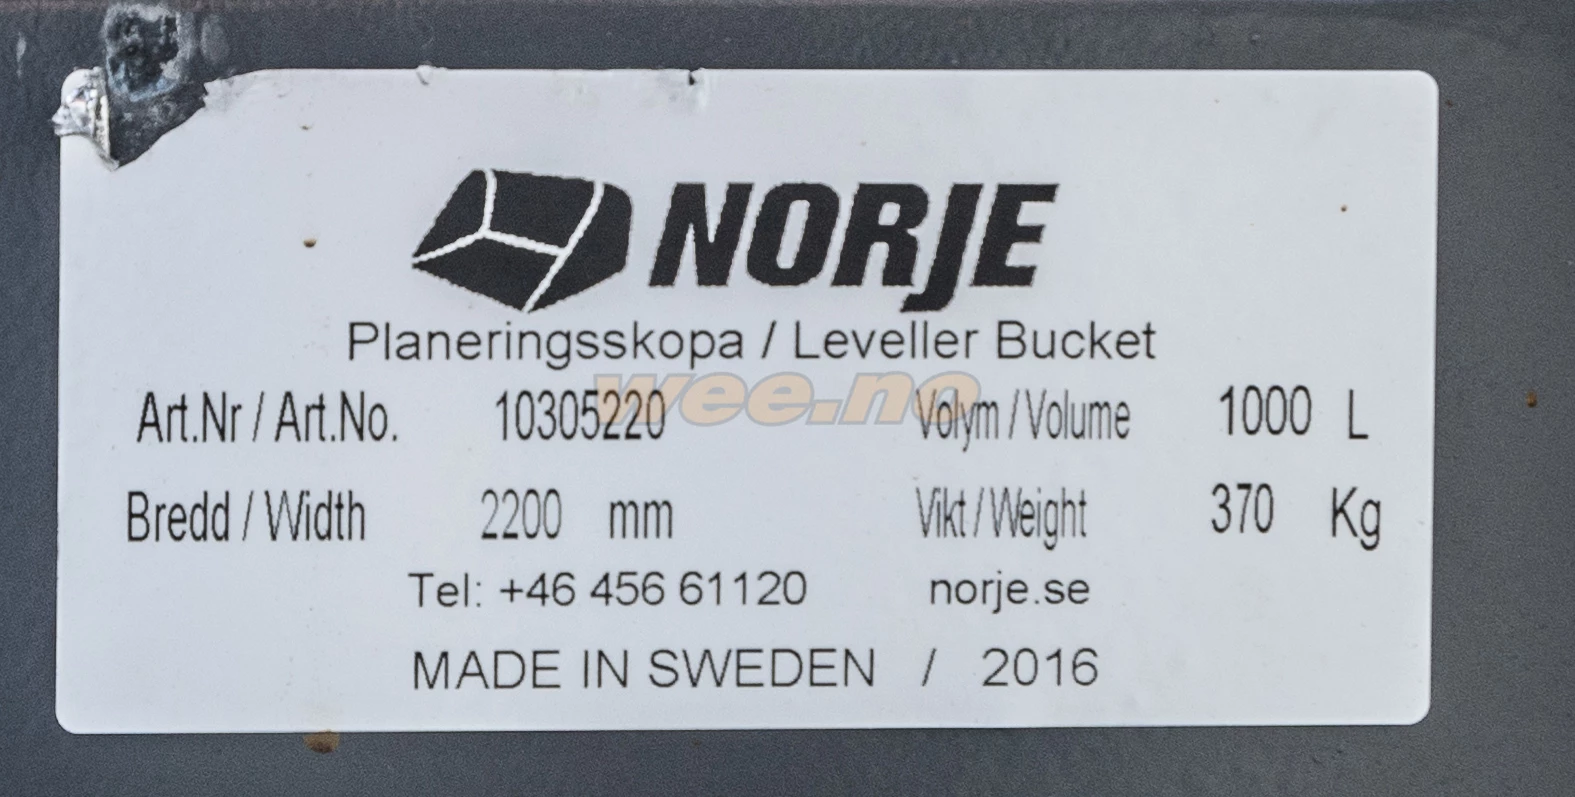 NORJE
Planeringsskopa / Leveller Bucket
wee.no
Art.Nr / Art.No. 10305220 Volym / Volume 1000 L
Bredd / Width 2200 mm Vikt / Weight 370 Kg
Tel: +46 456 61120 norje.se
MADE IN SWEDEN / 2016